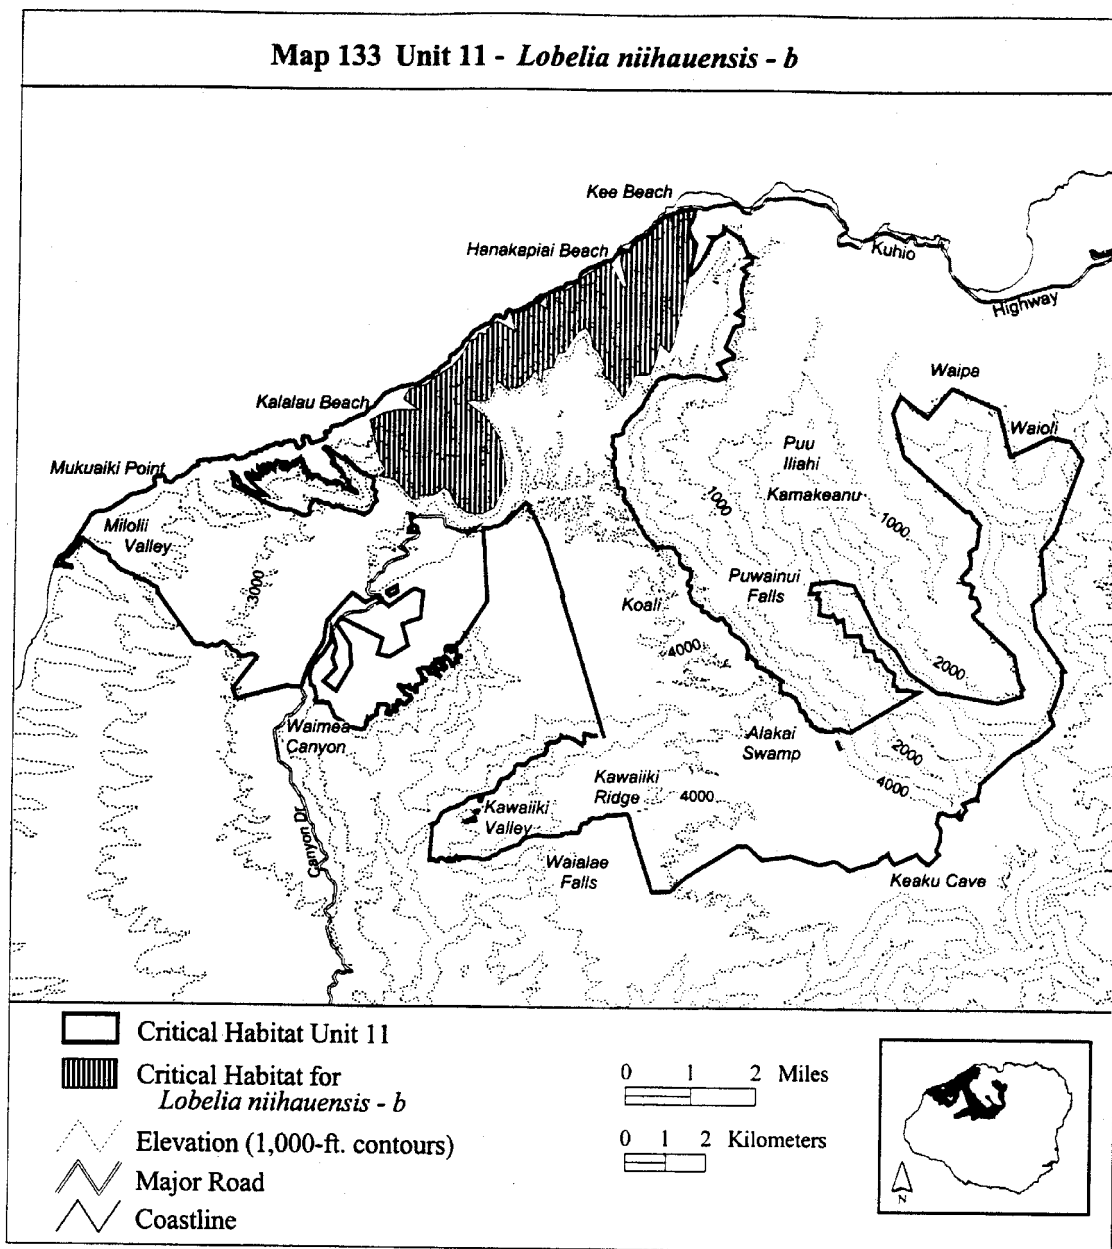 Map 133 Unit 11 - Lobelia niihauensis - b
Kee Beach
Hanakapiai Beach
Kuhio
Highway
Waipa
Kalalau Beach
Waioli
Puu
Iliahi
Mukuaiki Point
Kamakeanu
1000
1000
Milolii
Valley
3000
Puwainui
Falls
Koali
4000
2000
Waimea
Canyon
Alakai
Swamp
2000
4000
Kawaiiki
Ridge
4000
Kawaiiki
Valley
Canyon Dr
Waialae
Falls
Keaku Cave
Critical Habitat Unit 11
Critical Habitat for
Lobelia niihauensis - b
Elevation (1,000-ft. contours)
Major Road
Coastline
0 1 2 Miles
0 1 2 Kilometers
N